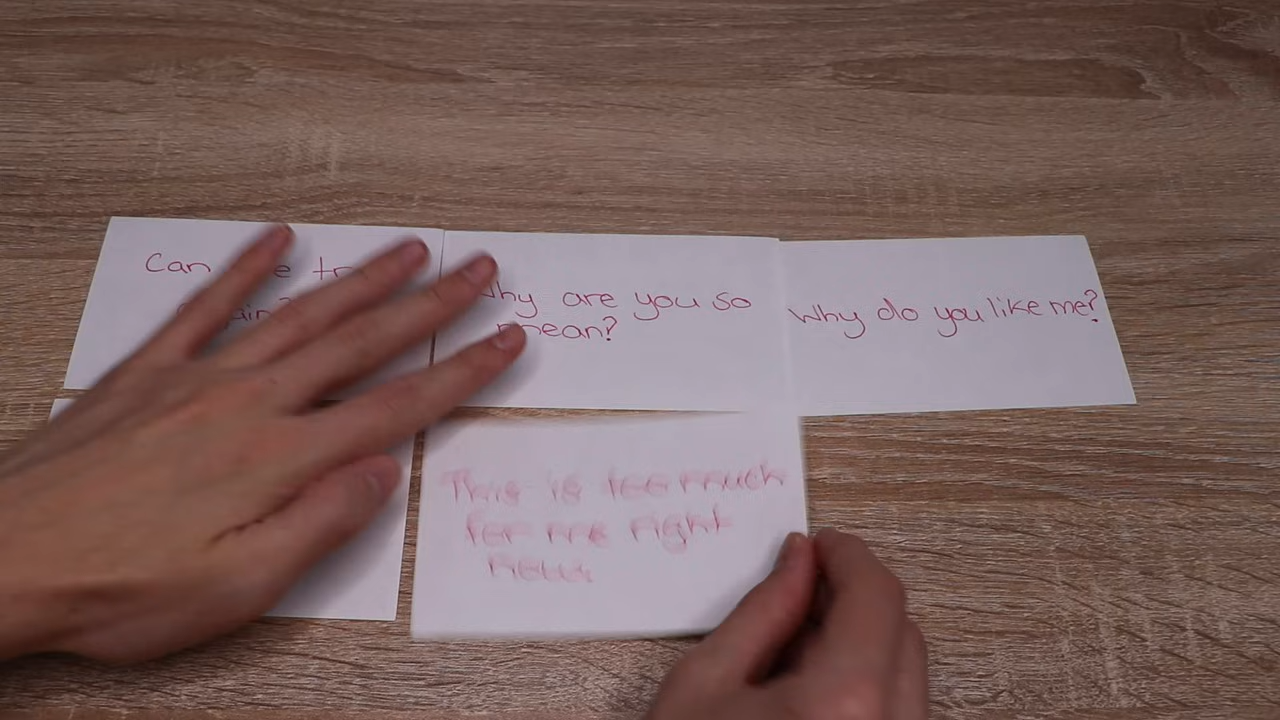 Can tr
Why are you so
mean?
Why do you like me?
This is too much
for me right
now